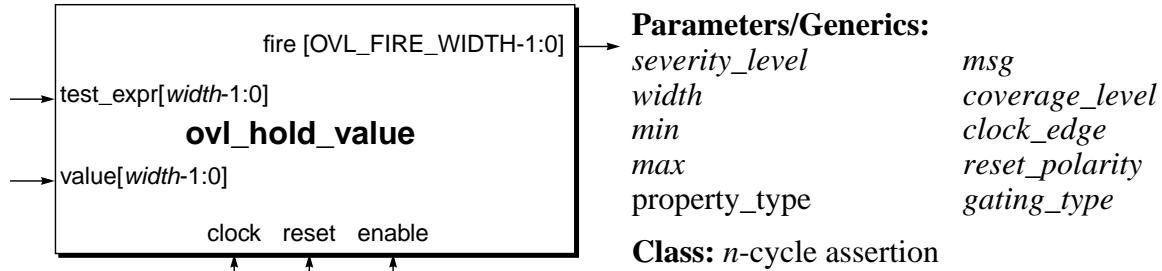 fire [OVL_FIRE_WIDTH-1:0]
test_expr[width-1:0]
ovl_hold_value
value[width-1:0]
clock reset enable
Parameters/Generics:
severity_level msg
width coverage_level
min clock_edge
max reset_polarity
property_type gating_type
Class: n-cycle assertion